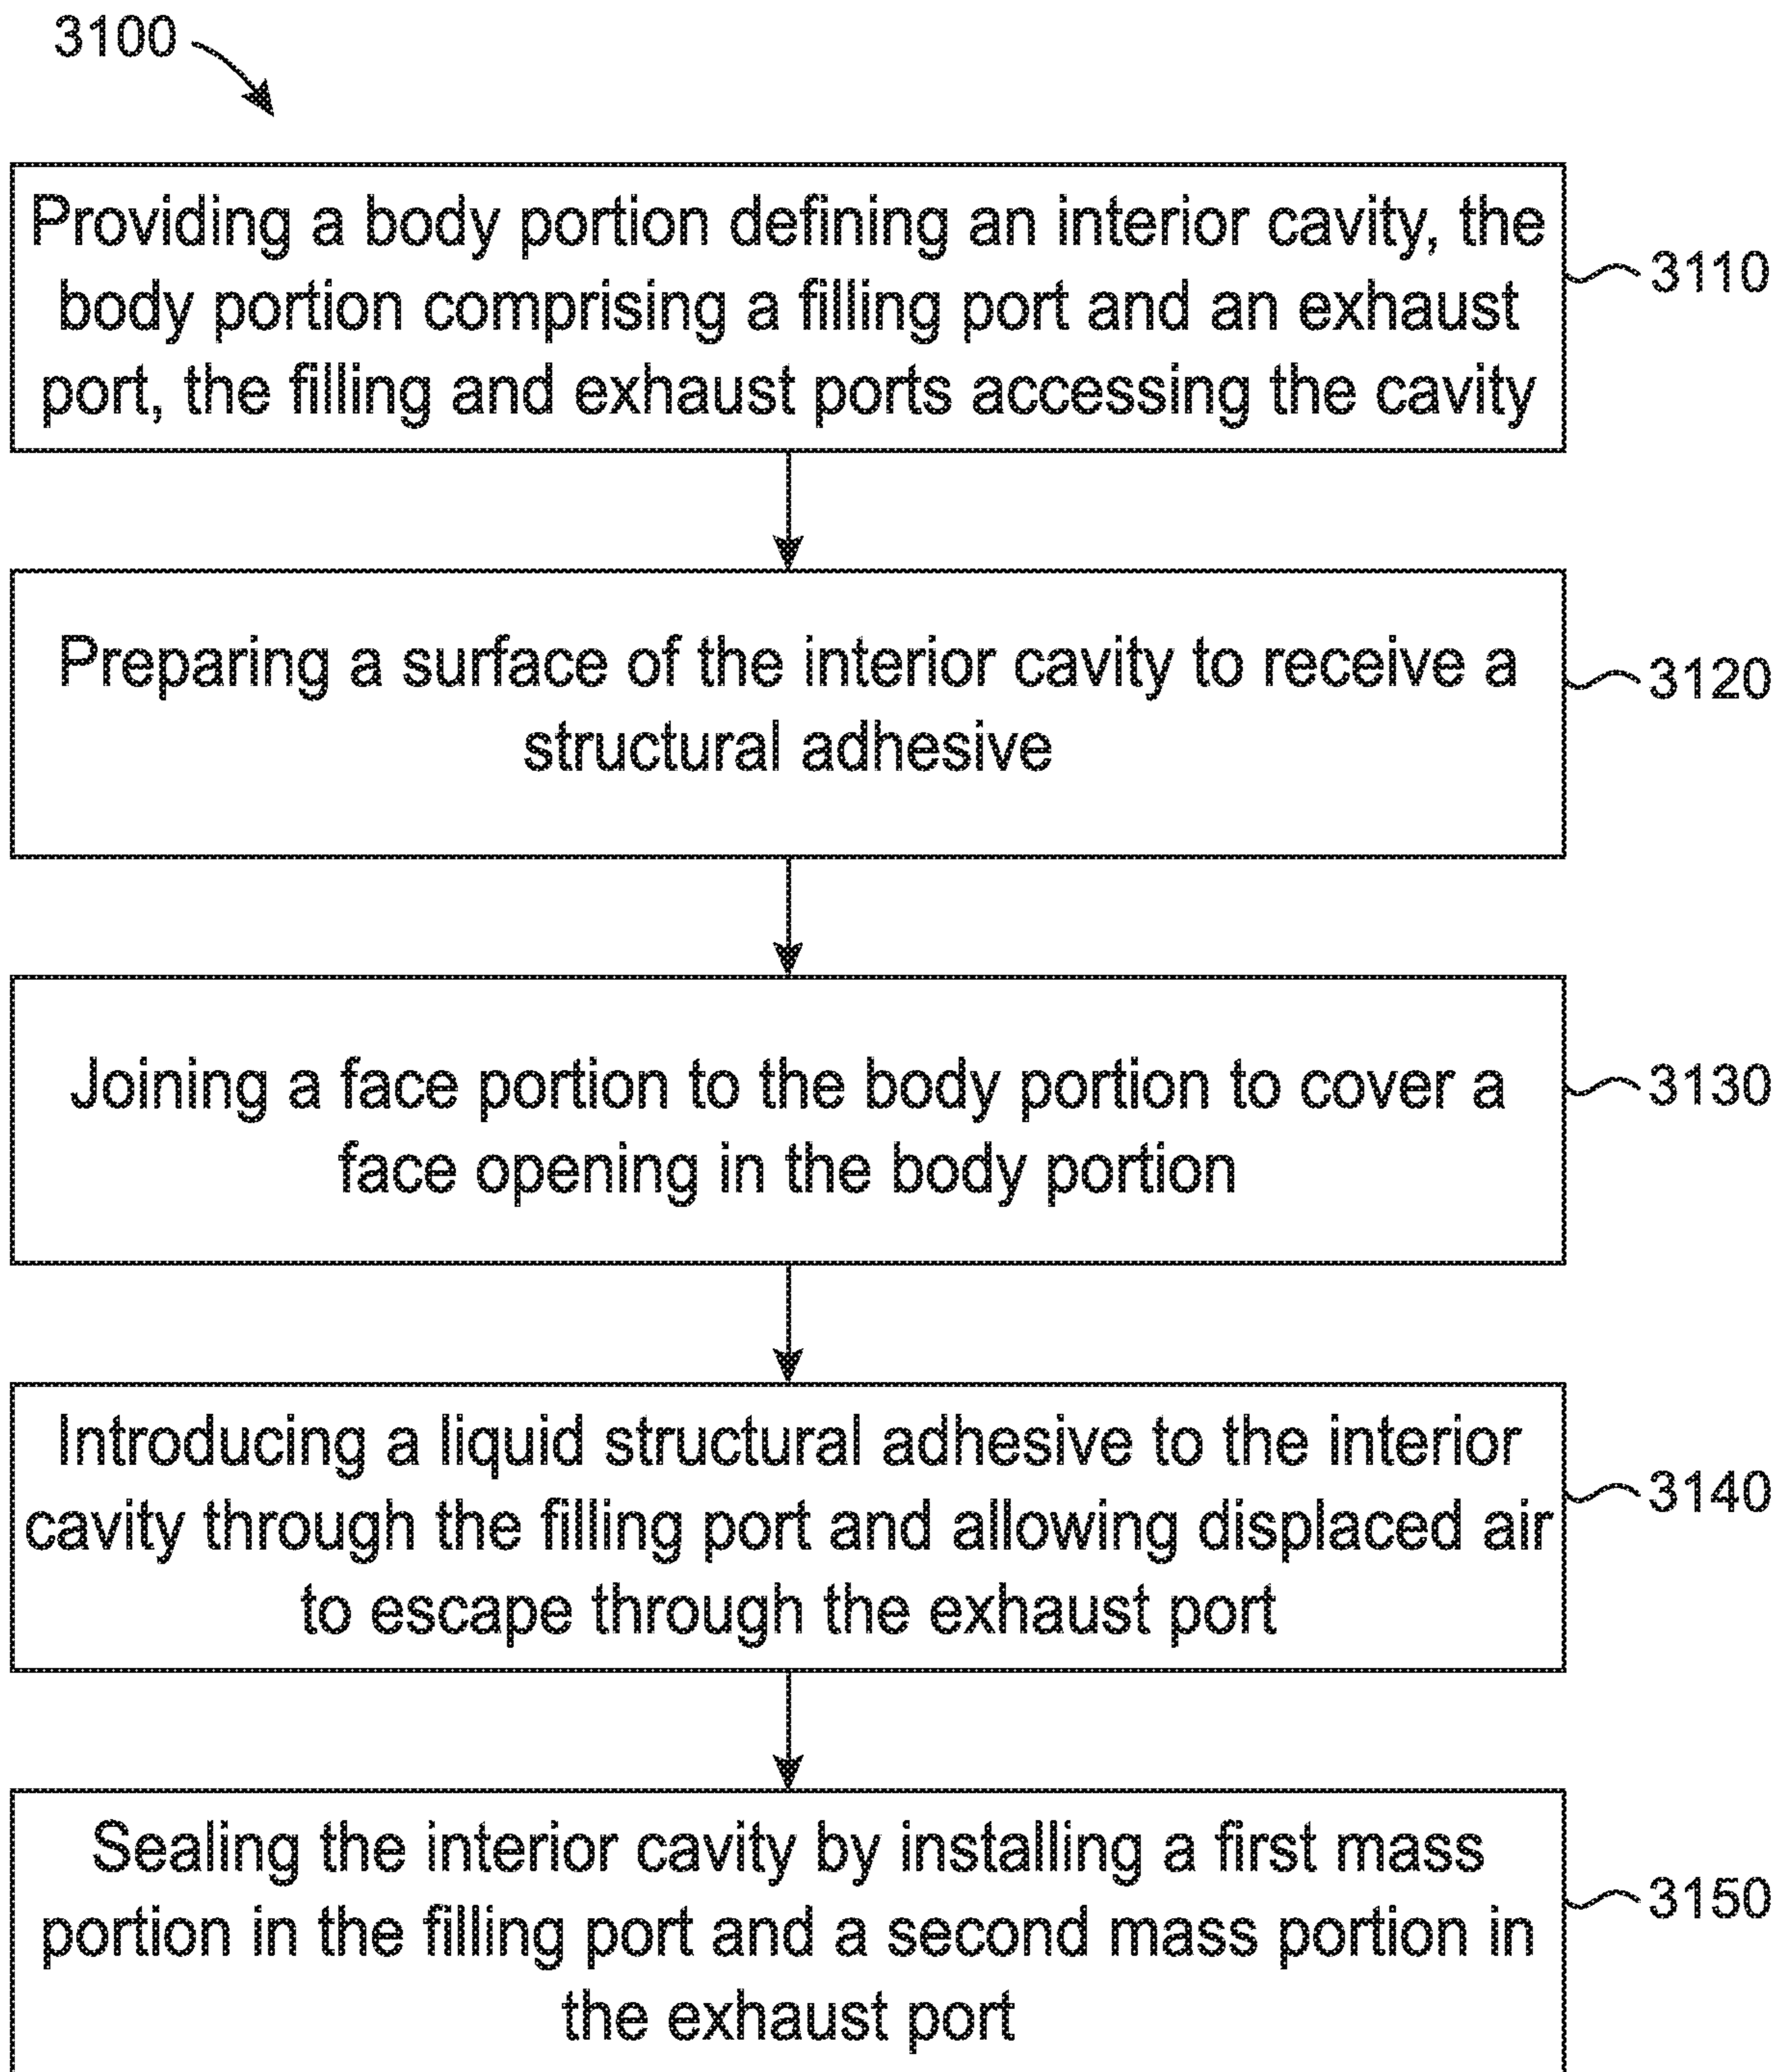 3100
Providing a body portion defining an interior cavity, the
body portion comprising a filling port and an exhaust
port, the filling and exhaust ports accessing the cavity
3110
Preparing a surface of the interior cavity to receive a
structural adhesive
3120
Joining a face portion to the body portion to cover a
face opening in the body portion
3130
Introducing a liquid structural adhesive to the interior
cavity through the filling port and allowing displaced air
to escape through the exhaust port
3140
Sealing the interior cavity by installing a first mass
portion in the filling port and a second mass portion in
the exhaust port
3150